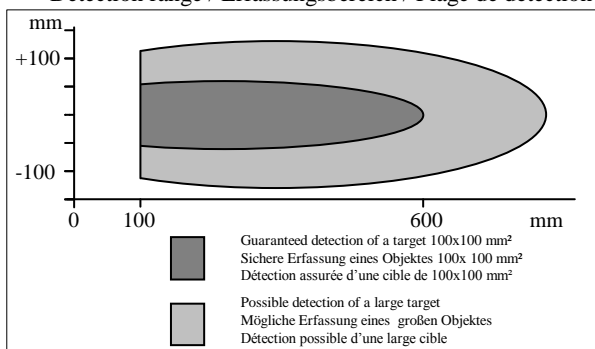 Detection range / Erfassungsbereich / Plage de détection
mm
+100
-100
0 100 600 mm
Guaranteed detection of a target 100x100 mm²
Sichere Erfassung eines Objektes 100x 100 mm²
Détection assurée d'une cible de 100x100 mm²
Possible detection of a large target
Mögliche Erfassung eines großen Objektes
Détection possible d'une large cible